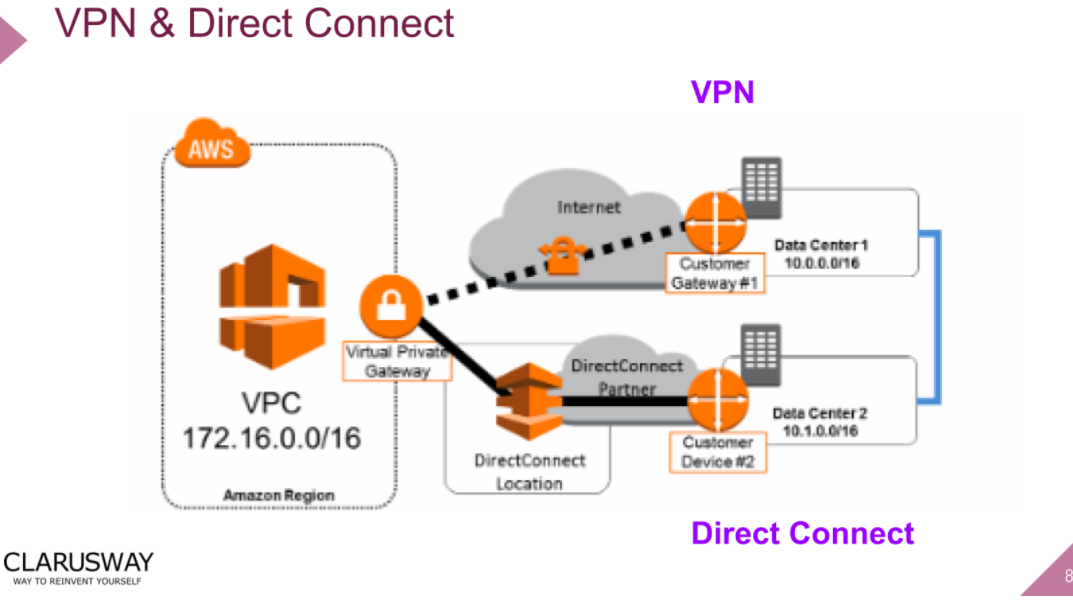 VPN & Direct Connect
VPN
AWS
Internet
Data Center 1
10.0.0.0/16
Customer
Gateway #1
Virtual Private
Gateway
DirectConnect
Partner
VPC
172.16.0.0/16
Data Center 2
10.1.0.0/16
Customer
Device #2
DirectConnect
Location
Amazon Region
Direct Connect
CLARUSWAY
WAY TO REINVENT YOURSELF
8